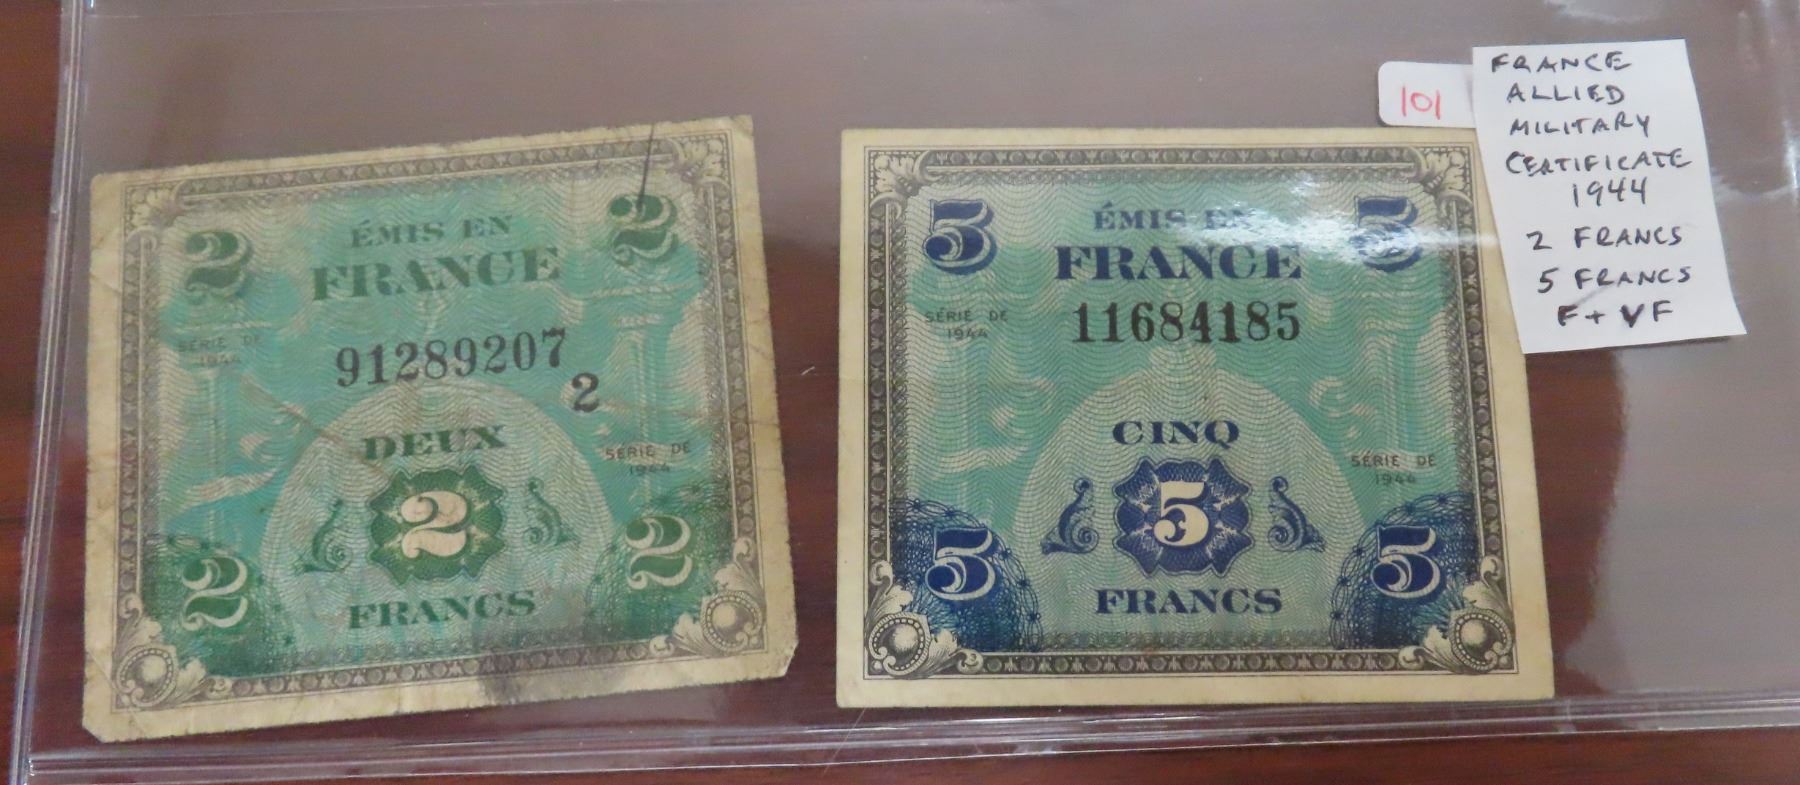 2 2
ÉMIS EN
FRANCE
SÉRIE DE
1944
91289207
2
DEUX
SÉRIE DE
1944
2
2 2
FRANCS
5 5
ÉMIS EN
FRANCE
SÉRIE DE
1944
11684185
CINQ
SÉRIE DE
1944
5
5 5
FRANCS
101
FRANCE
ALLIED
MILITARY
CERTIFICATE
1944
2 FRANCS
5 FRANCS
F + VF